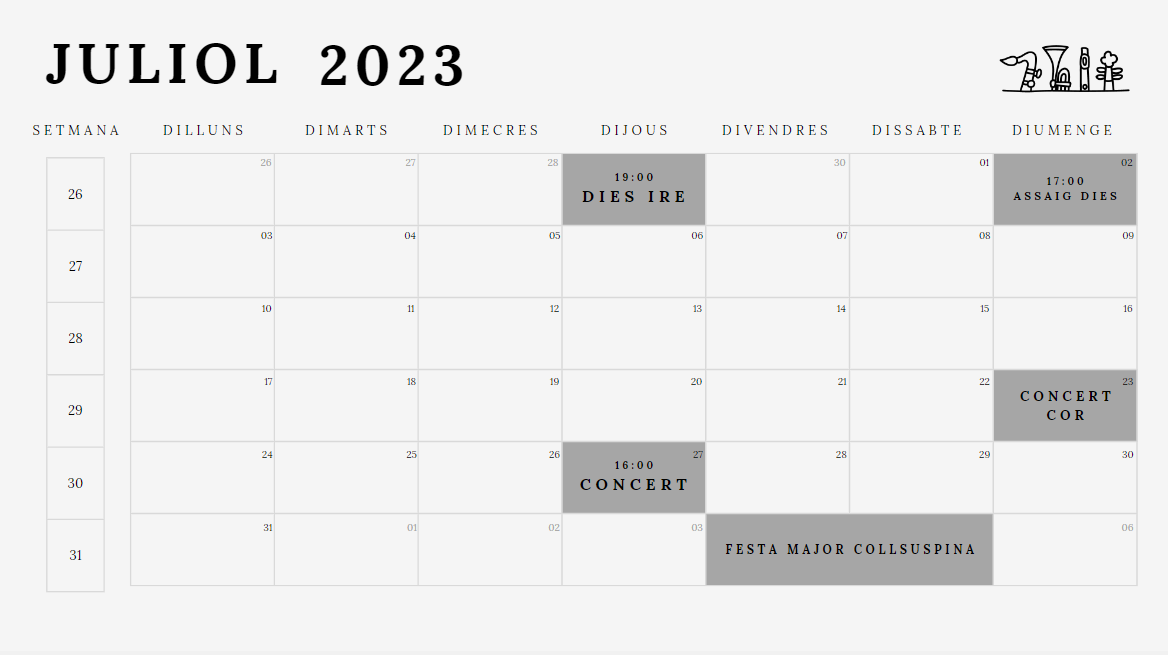 JULIOL 2023
SETMANA DILLUNS DIMARTS DIMECRES DIJOUS DIVENDRES DISSABTE DIUMENGE
26 26 27 28 30 01 02
19:00
DIES IRE
17:00
ASSAIG DIES
27 03 04 05 06 07 08 09
28 10 11 12 13 14 15 16
29 17 18 19 20 21 22 23
CONCERT
COR
30 24 25 26 27 28 29 30
16:00
CONCERT
31 31 01 02 03 06
FESTA MAJOR COLLSUSPINA